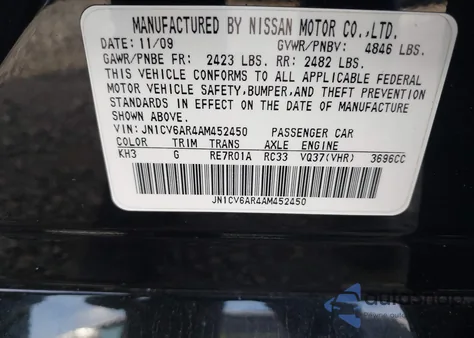 MANUFACTURED BY NISSAN MOTOR CO.,LTD.
DATE: 11/09 GVWR/PNBV: 4846 LBS.
GAWR/PNBE FR: 2423 LBS. RR: 2482 LBS.
THIS VEHICLE CONFORMS TO ALL APPLICABLE FEDERAL
MOTOR VEHICLE SAFETY,BUMPER,AND THEFT PREVENTION
STANDARDS IN EFFECT ON THE DATE OF MANUFACTURE
SHOWN ABOVE.
VIN: JN1CV6AR4AM452450 PASSENGER CAR
COLOR TRIM TRANS AXLE ENGINE
KH3 G RE7R01A RC33 VQ37(VHR) 3696CC
JN1CV6AR4AM452450